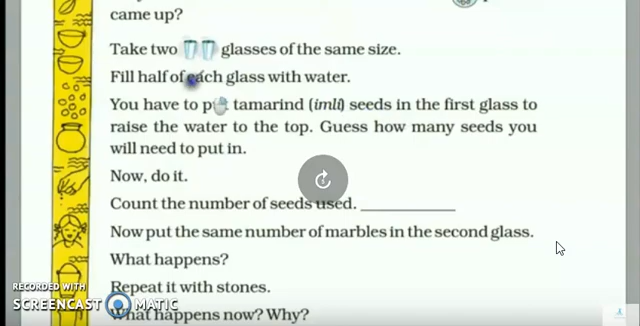 came up?
Take two glasses of the same size.
Fill half of each glass with water.
You have to tamarind (imli) seeds in the first glass to
raise the water to the top. Guess how many seeds you
will need to put in.
Now, do it.
Count the number of seeds used. ____________
Now put the same number of marbles in the second glass.
What happens?
RECORDED WITH
Repeat it with stones.
SCREENCAST MATIC
What happens now? Why?